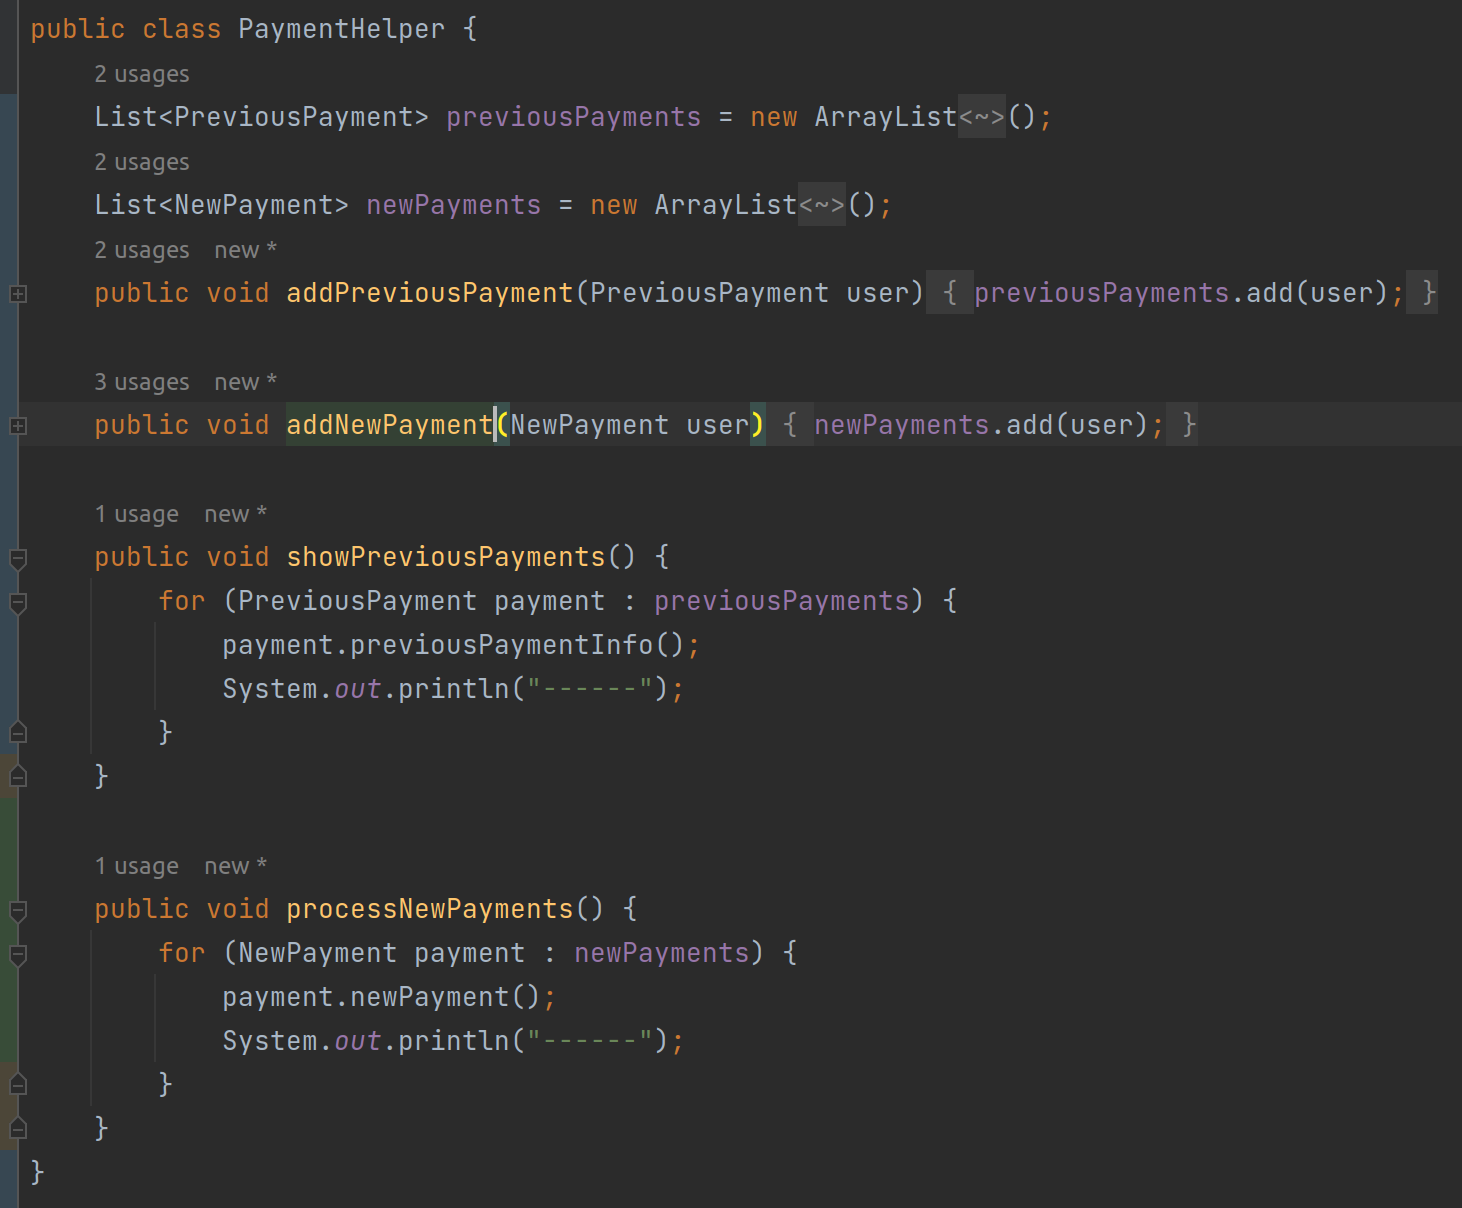 public class PaymentHelper {
2 usages
List<PreviousPayment> previousPayments = new ArrayList<~>();
2 usages
List<NewPayment> newPayments = new ArrayList<~>();
2 usages new *
public void addPreviousPayment(PreviousPayment user) { previousPayments.add(user); }
3 usages new *
public void addNewPayment(NewPayment user) { newPayments.add(user); }
1 usage new *
public void showPreviousPayments() {
for (PreviousPayment payment : previousPayments) {
payment.previousPaymentInfo();
System.out.println("------");
}
}
1 usage new *
public void processNewPayments() {
for (NewPayment payment : newPayments) {
payment.newPayment();
System.out.println("------");
}
}
}